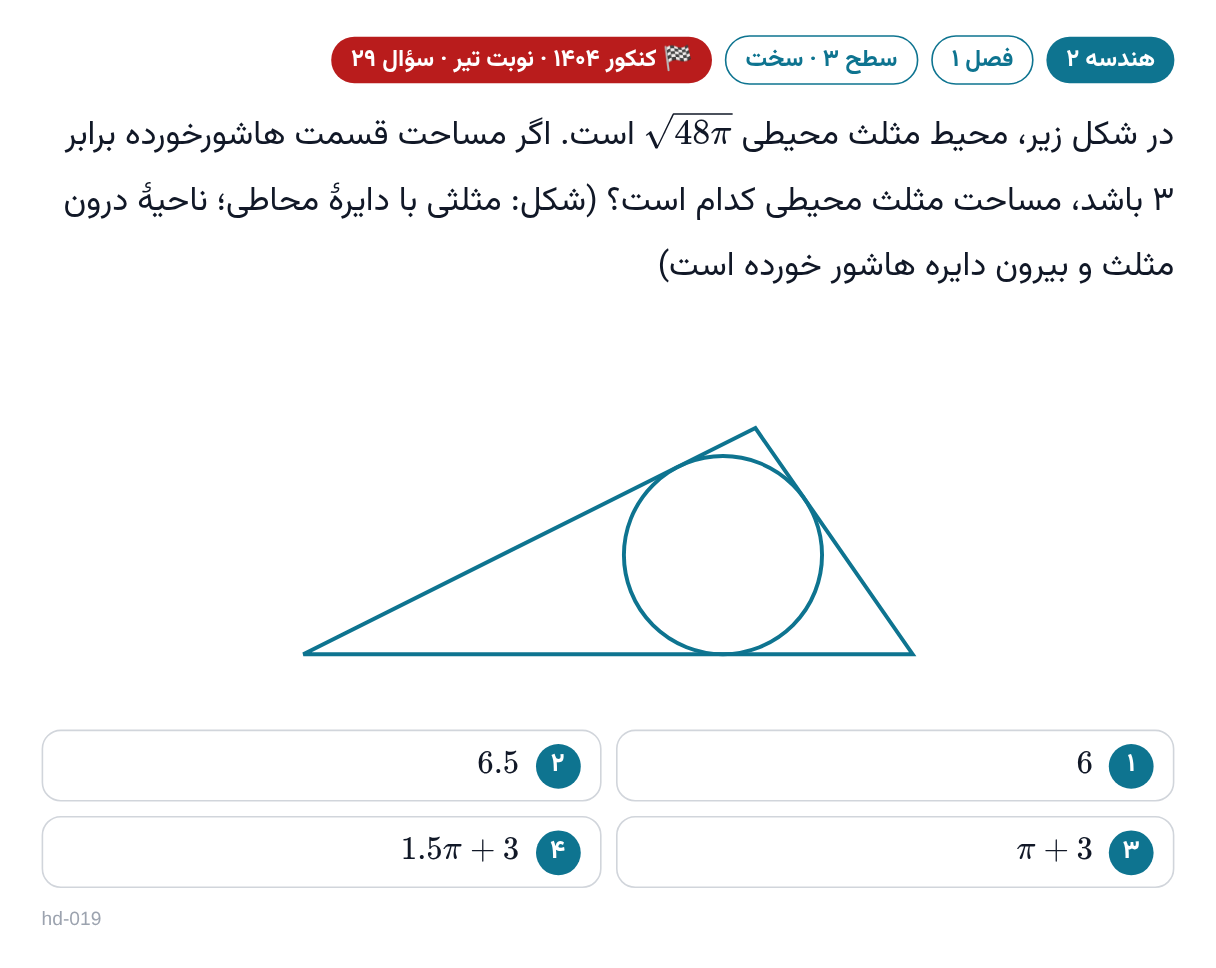 هندسه ۲ فصل ۱ سطح ۳ · سخت 🏁 کنکور ۱۴۰۴ · نوبت تیر · سؤال ۲۹
در شکل زیر، محیط مثلث محیطی √48π است. اگر مساحت قسمت هاشورخورده برابر
۳ باشد، مساحت مثلث محیطی کدام است؟ (شکل: مثلثی با دایرهٔ محاطی؛ ناحیهٔ درون
مثلث و بیرون دایره هاشور خورده است)
۱ 6
۲ 6.5
۳ π + 3
۴ 1.5π + 3
hd-019